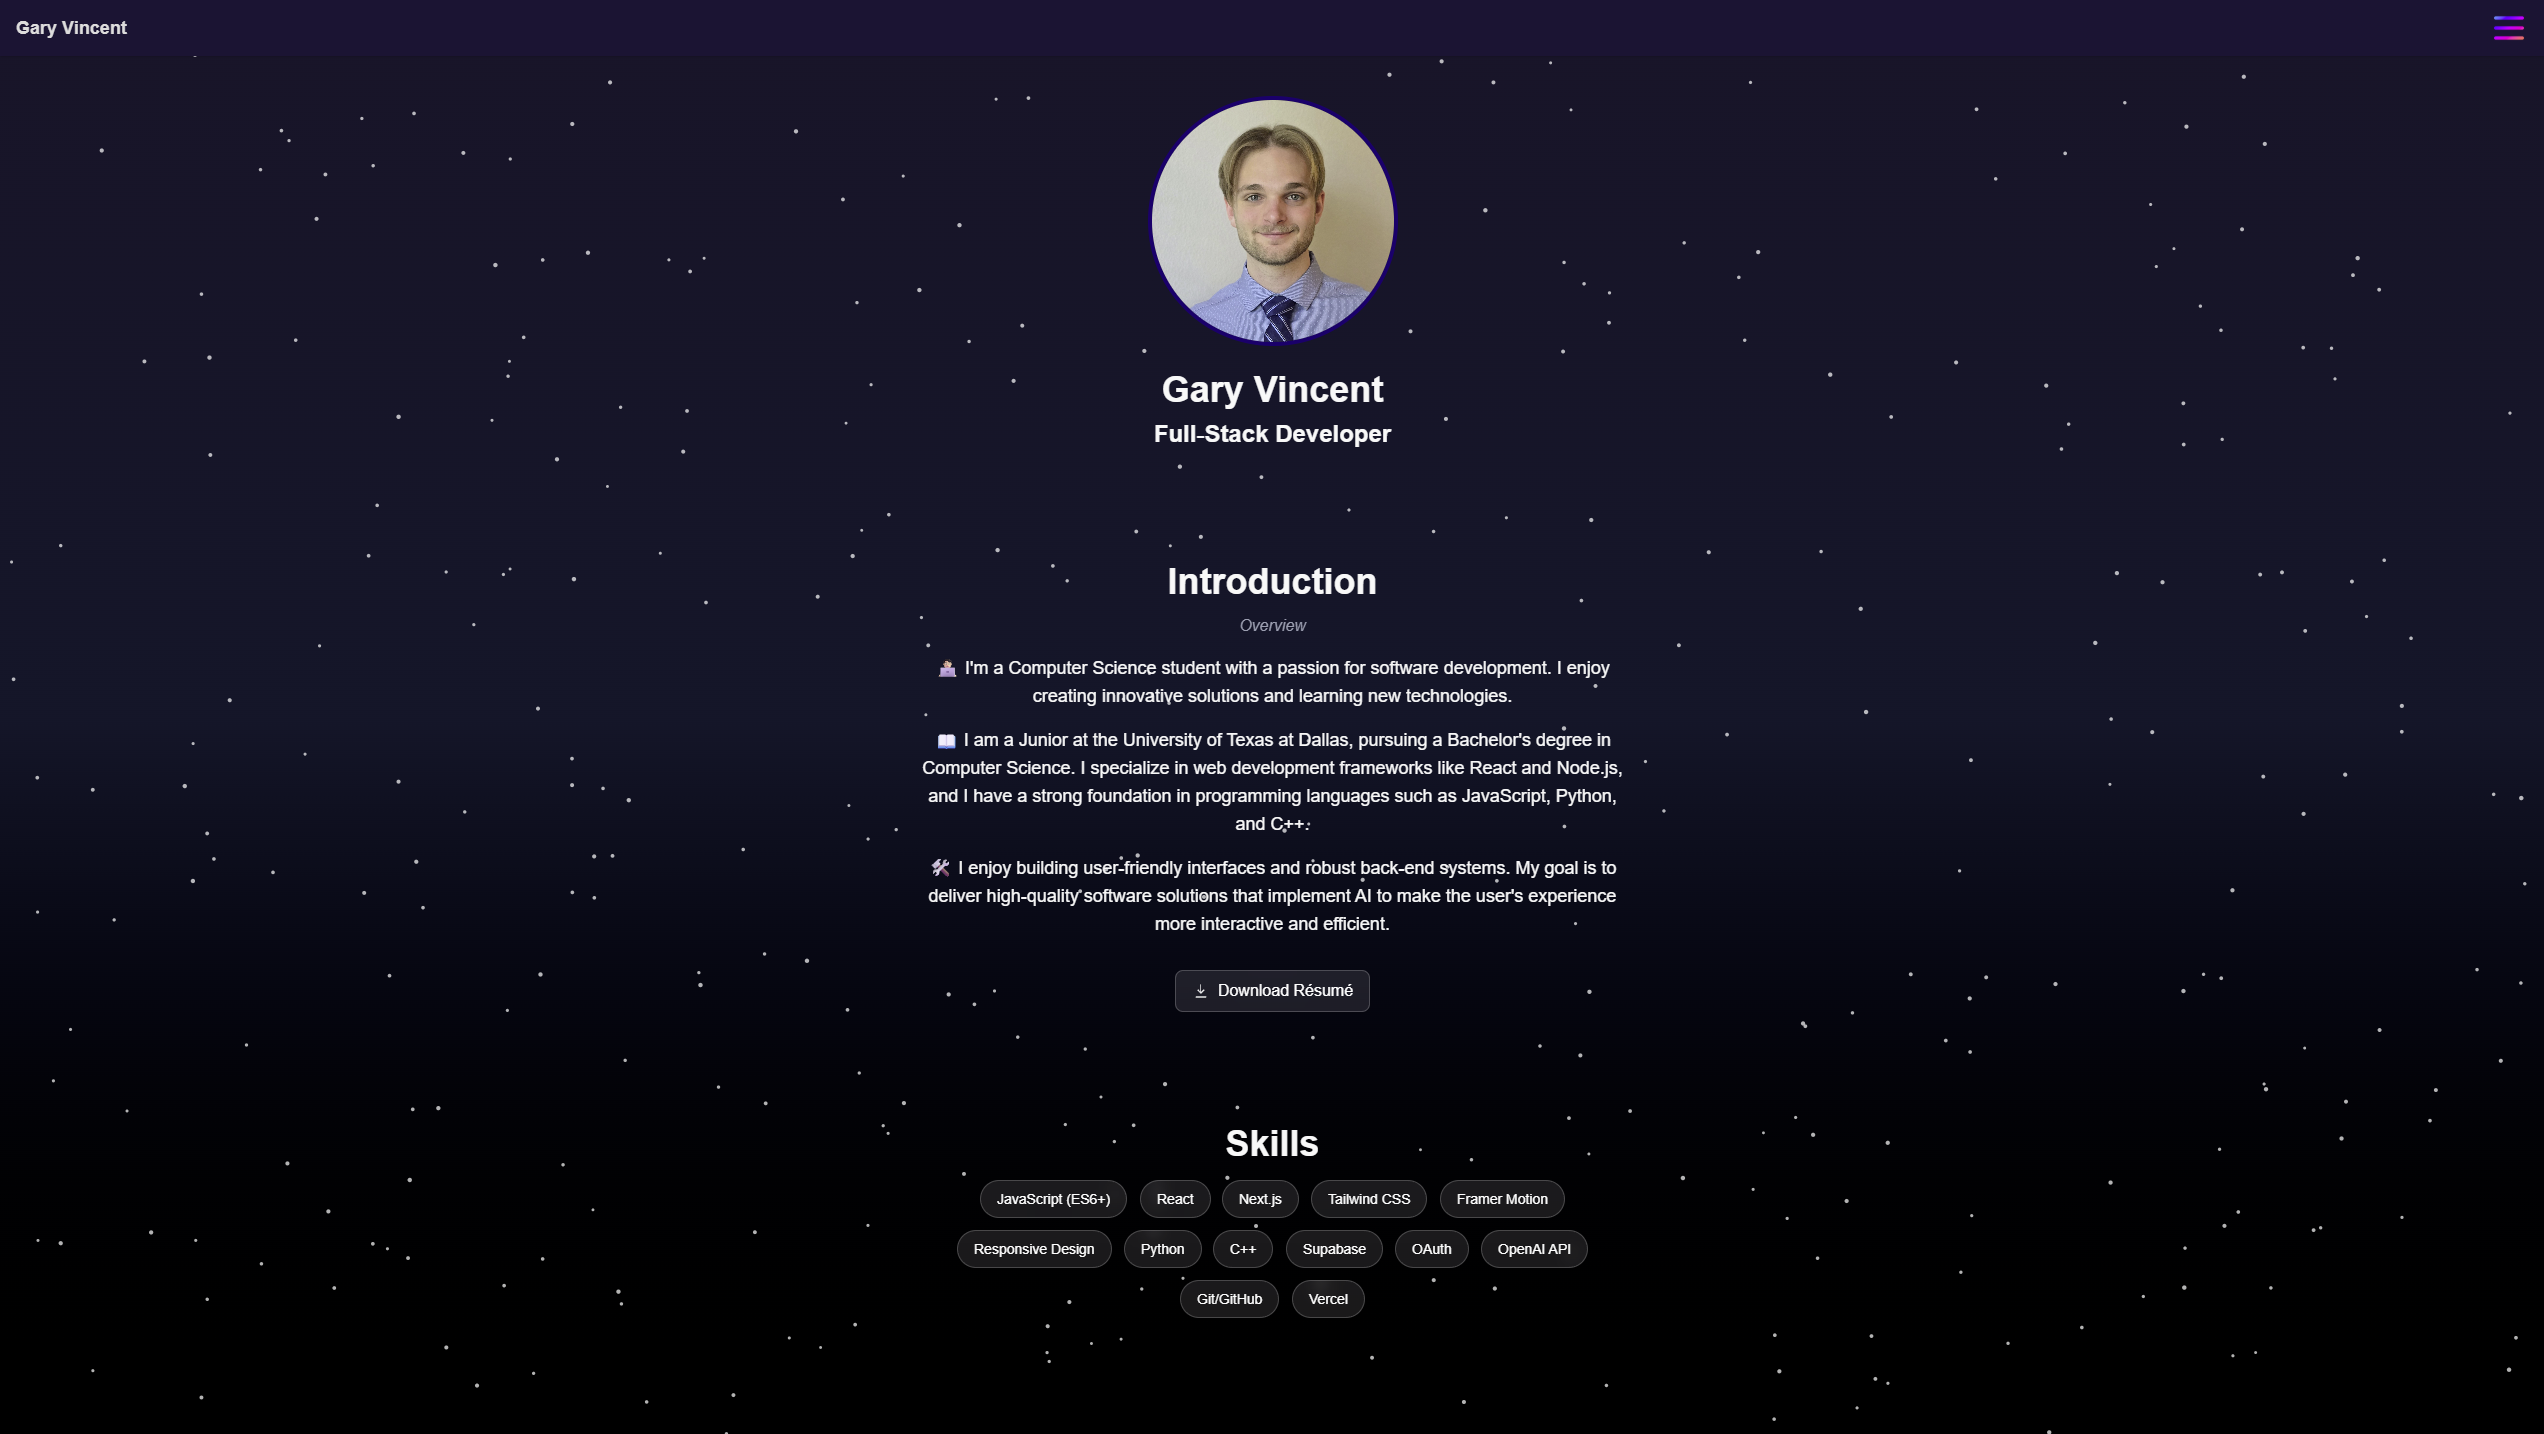 Gary Vincent
Gary Vincent
Full-Stack Developer
Introduction
Overview
I'm a Computer Science student with a passion for software development. I enjoy
creating innovative solutions and learning new technologies.
I am a Junior at the University of Texas at Dallas, pursuing a Bachelor's degree in
Computer Science. I specialize in web development frameworks like React and Node.js,
and I have a strong foundation in programming languages such as JavaScript, Python,
and C++.
I enjoy building user-friendly interfaces and robust back-end systems. My goal is to
deliver high-quality software solutions that implement AI to make the user's experience
more interactive and efficient.
Download Résumé
Skills
JavaScript (ES6+) React Next.js Tailwind CSS Framer Motion
Responsive Design Python C++ Supabase OAuth OpenAI API
Git/GitHub Vercel